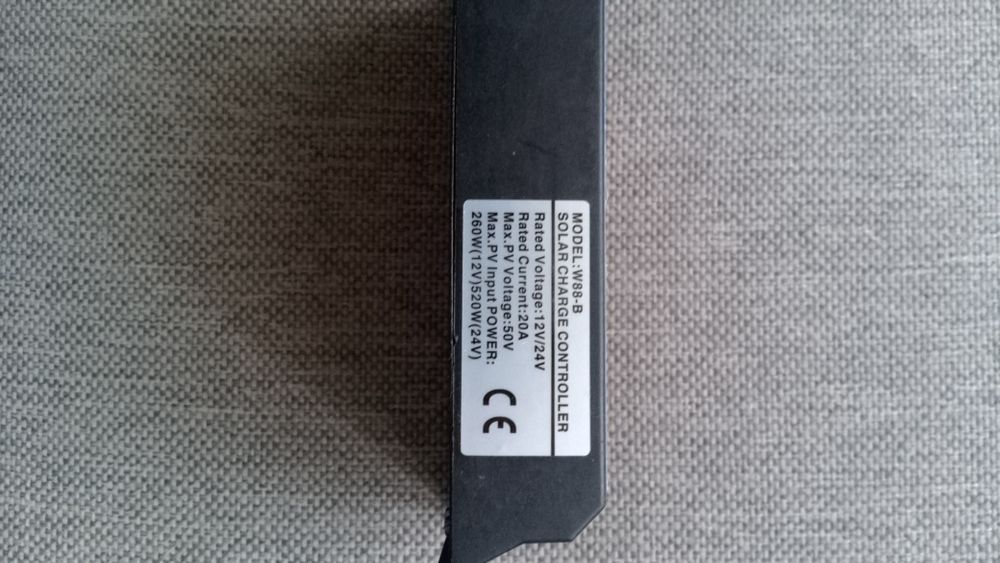 MODEL:W88-B
SOLAR CHARGE CONTROLLER
Rated Voltage:12V/24V
Rated Current:20A
Max.PV Voltage:50V
Max.PV Input POWER:
260W(12V)520W(24V)
CE